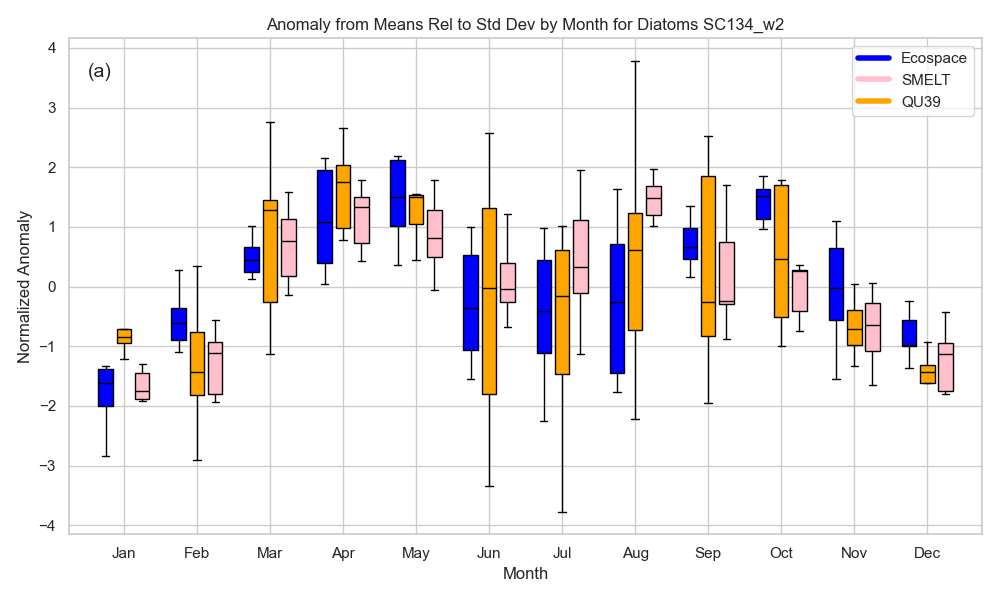 Anomaly from Means Rel to Std Dev by Month for Diatoms SC134_w2
(a)
Ecospace
SMELT
QU39
Normalized Anomaly
4
3
2
1
0
−1
−2
−3
−4
Jan Feb Mar Apr May Jun Jul Aug Sep Oct Nov Dec
Month